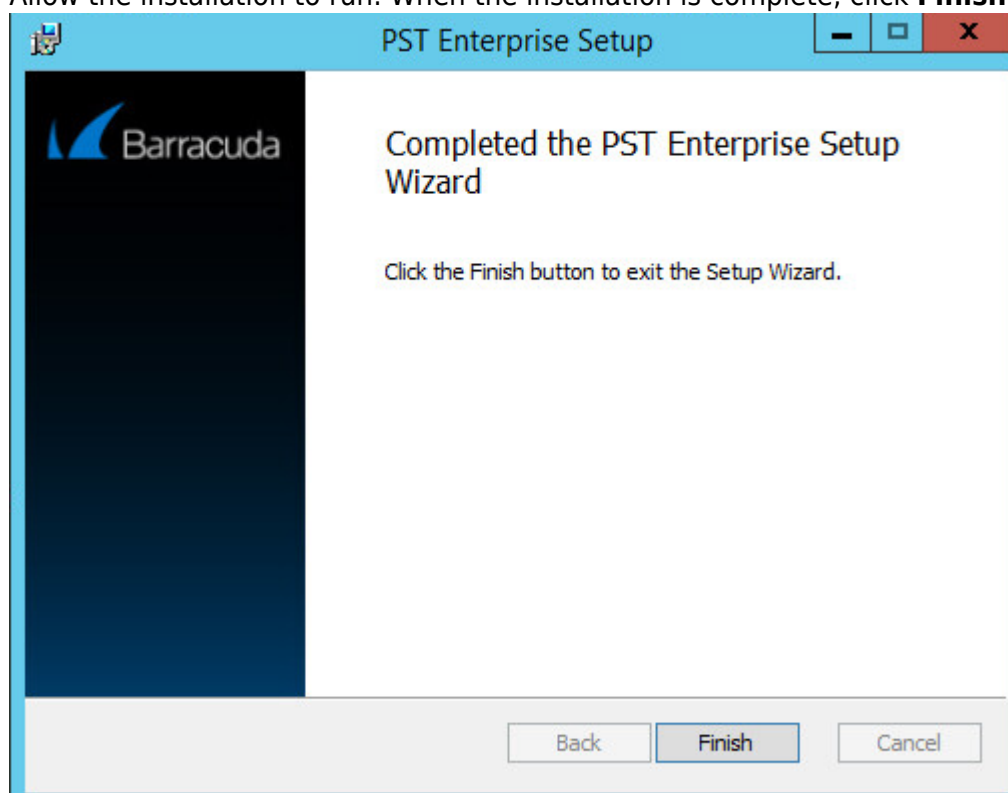 Allow the installation to run. When the installation is complete, click Finish
PST Enterprise Setup
Barracuda
Completed the PST Enterprise Setup
Wizard
Click the Finish button to exit the Setup Wizard.
Back Finish Cancel